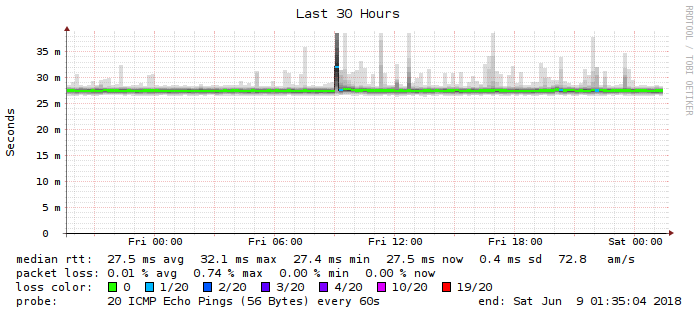 Last 30 Hours
RRDTOOL / TOBI OETIKER
Seconds
35 m
30 m
25 m
20 m
15 m
10 m
5 m
0
Fri 00:00 Fri 06:00 Fri 12:00 Fri 18:00 Sat 00:00
median rtt: 27.5 ms avg 32.1 ms max 27.4 ms min 27.5 ms now 0.4 ms sd 72.8 am/s
packet loss: 0.01 % avg 0.74 % max 0.00 % min 0.00 % now
loss color: 0 1/20 2/20 3/20 4/20 10/20 19/20
probe: 20 ICMP Echo Pings (56 Bytes) every 60s end: Sat Jun 9 01:35:04 2018